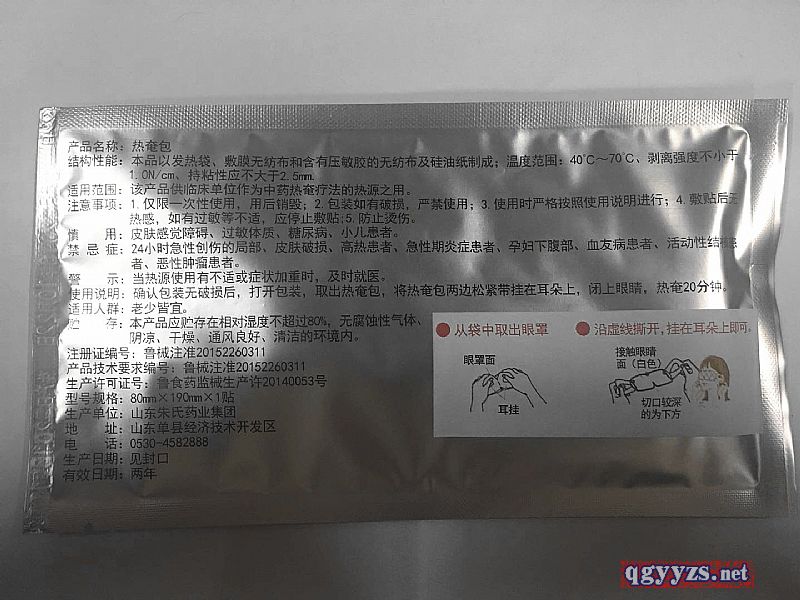 产品名称：热奄包
结构性能：本品以发热袋、敷膜无纺布和含有压敏胶的无纺布及硅油纸制成；温度范围：40℃～70℃、剥离强度不小于
1.0N/cm、持粘性应不大于2.5mm.
适用范围：该产品供临床单位作为中药热奄疗法的热源之用。
注意事项：1.仅限一次性使用，用后销毁；2.包装如有破损，严禁使用；3.使用时严格按照使用说明进行；4.敷贴后无
热感，如有过敏等不适，应停止敷贴；5.防止烫伤。
慎 用：皮肤感觉障碍、过敏体质、糖尿病、小儿患者。
禁 忌 症：24小时急性创伤的局部、皮肤破损、高热患者、急性期炎症患者、孕妇下腹部、血友病患者、活动性结核患
者、恶性肿瘤患者。
警 示：当热源使用有不适或症状加重时，及时就医。
使用说明：确认包装无破损后，打开包装，取出热奄包，将热奄包两边松紧带挂在耳朵上，闭上眼睛，热奄20分钟。
适用人群：老少皆宜。
贮 存：本产品应贮存在相对湿度不超过80%，无腐蚀性气体、
阴凉、干燥、通风良好、清洁的环境内。
注册证编号：鲁械注准20152260311
产品技术要求编号：鲁械注准20152260311
生产许可证号：鲁食药监械生产许20140053号
型号规格：80mm×190mm×1贴
生产单位：山东朱氏药业集团
地 址：山东单县经济技术开发区
电 话：0530-4582888
生产日期：见封口
有效日期：两年
从袋中取出眼罩
眼罩面
耳挂
沿虚线撕开，挂在耳朵上即可。
接触眼睛
面（白色）
切口较深
的为下方
qgyyzs.net